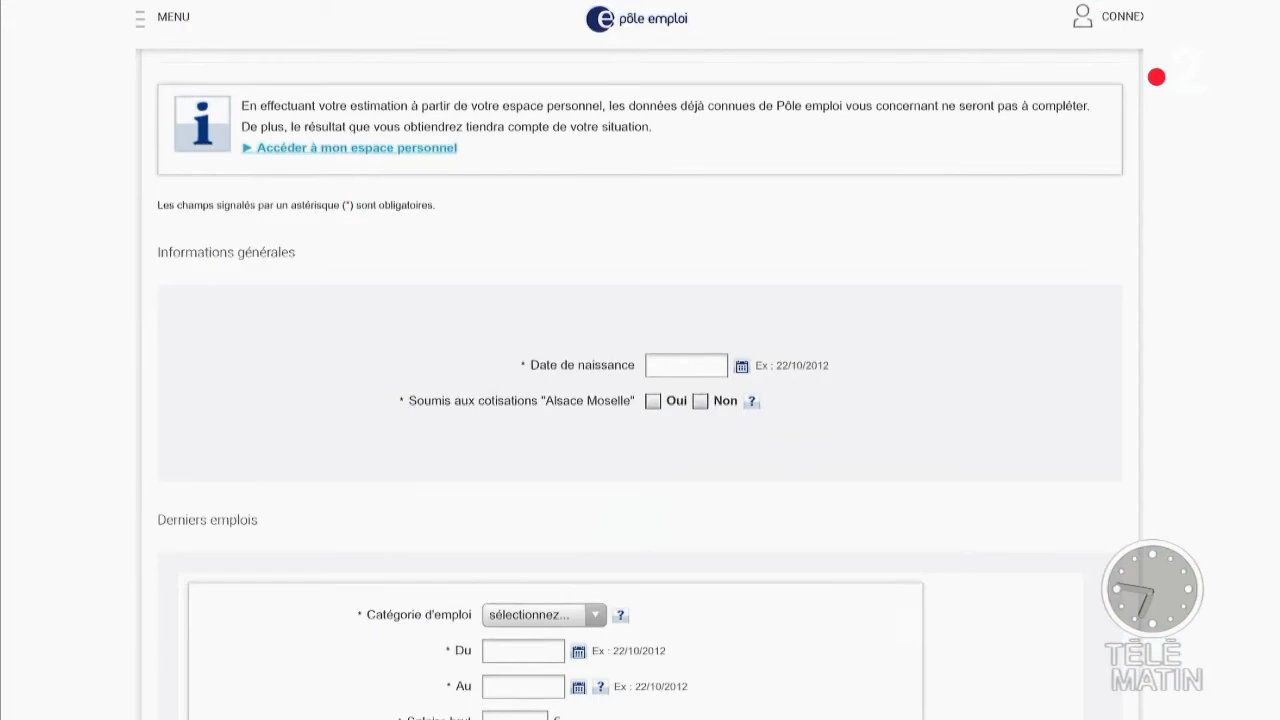 MENU
pôle emploi
CONNEX
En effectuant votre estimation à partir de votre espace personnel, les données déjà connues de Pôle emploi vous concernant ne seront pas à compléter.
De plus, le résultat que vous obtiendrez tiendra compte de votre situation.
► Accéder à mon espace personnel
Les champs signalés par un astérisque (*) sont obligatoires.
Informations générales
* Date de naissance Ex : 22/10/2012
* Soumis aux cotisations "Alsace Moselle" Oui Non ?
Derniers emplois
* Catégorie d'emploi sélectionnez... ?
* Du Ex : 22/10/2012
* Au ? Ex : 22/10/2012
* Salaire brut €
TÉLÉ
MATIN